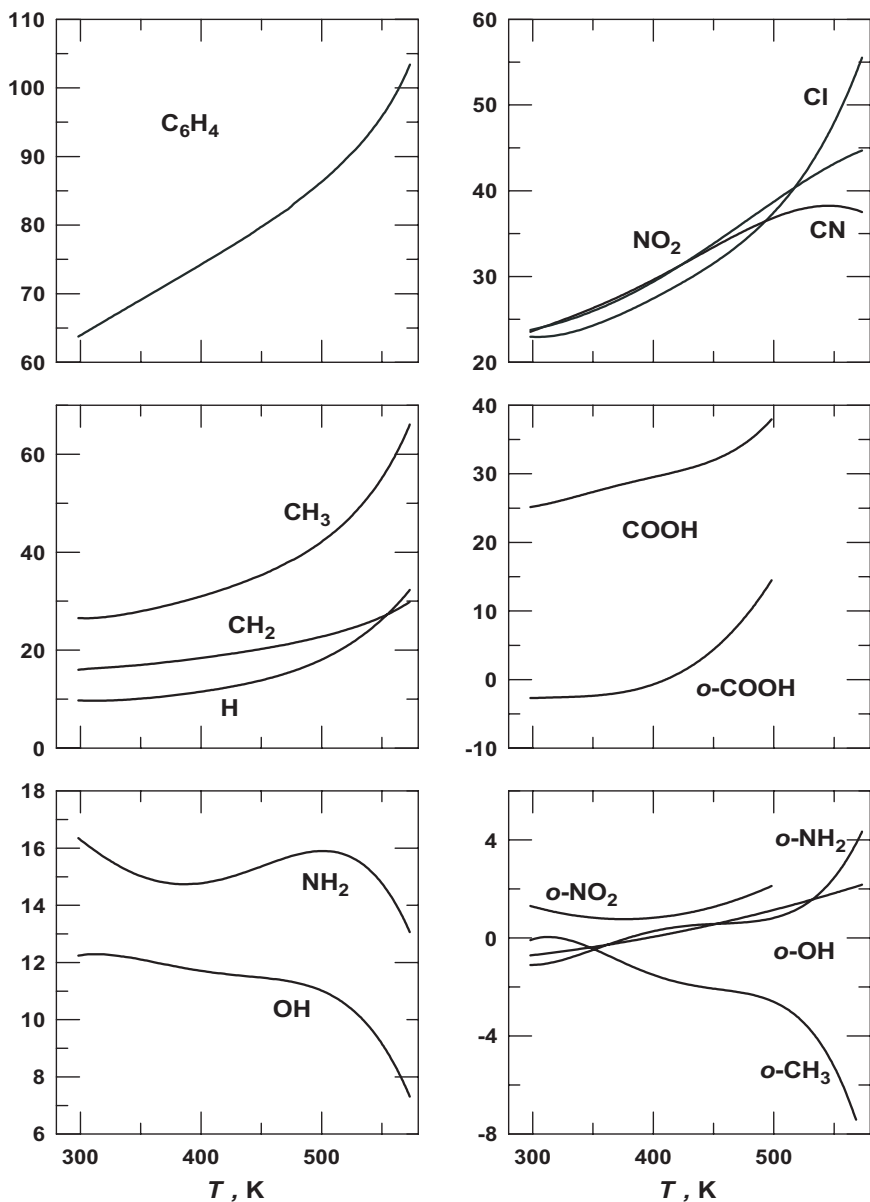 110
100
90
80
70
60
C₆H₄
60
50
40
30
20
Cl
NO₂
CN
60
40
20
0
CH₃
CH₂
H
40
30
20
10
0
-10
COOH
o-COOH
18
16
14
12
10
8
6
NH₂
OH
300 400 500
T , K
4
0
-4
-8
o-NH₂
o-NO₂
o-OH
o-CH₃
300 400 500
T , K